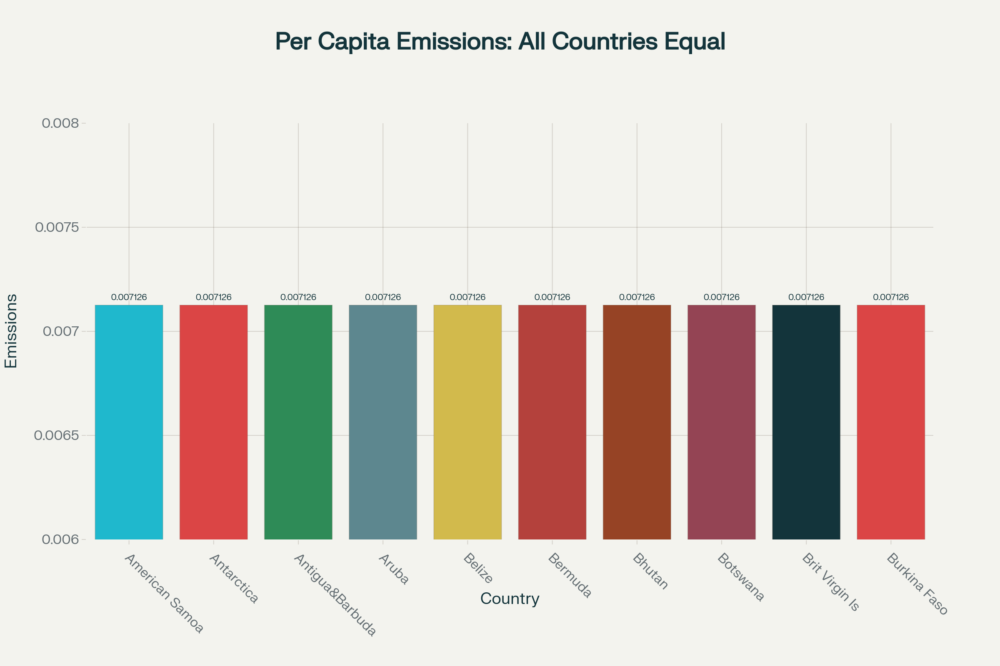 Per Capita Emissions: All Countries Equal
0.008
0.0075
0.007
0.0065
0.006
Emissions
0.007126
0.007126
0.007126
0.007126
0.007126
0.007126
0.007126
0.007126
0.007126
0.007126
American Samoa
Antarctica
Antigua&Barbuda
Aruba
Belize
Bermuda
Bhutan
Botswana
Brit Virgin Is
Burkina Faso
Country